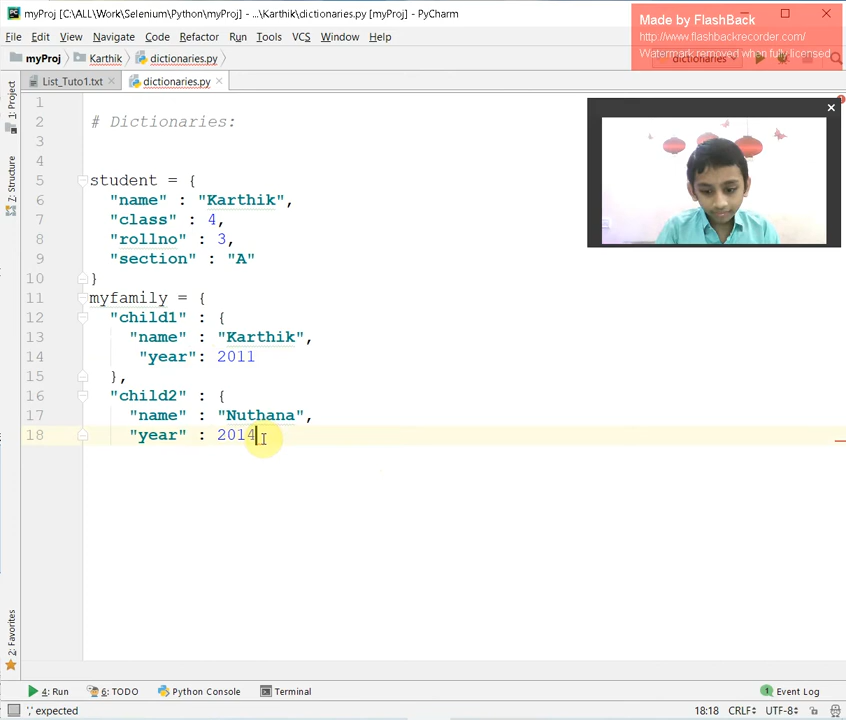 myProj [C:\ALL\Work\Selenium\Python\myProj] - ...\Karthik\dictionaries.py [myProj] - PyCharm
Made by FlashBack
http://www.flashbackrecorder.com/
Watermark removed when fully licensed
File Edit View Navigate Code Refactor Run Tools VCS Window Help
myProj Karthik dictionaries.py
dictionaries
List_Tuto1.txt dictionaries.py
1: Project
7: Structure
2: Favorites
1
2 # Dictionaries:
3
4
5 student = {
6 "name" : "Karthik",
7 "class" : 4,
8 "rollno" : 3,
9 "section" : "A"
10 }
11 myfamily = {
12 "child1" : {
13 "name" : "Karthik",
14 "year": 2011
15 },
16 "child2" : {
17 "name" : "Nuthana",
18 "year" : 2014
4: Run 6: TODO Python Console Terminal 1 Event Log
',' expected 18:18 CRLF UTF-8